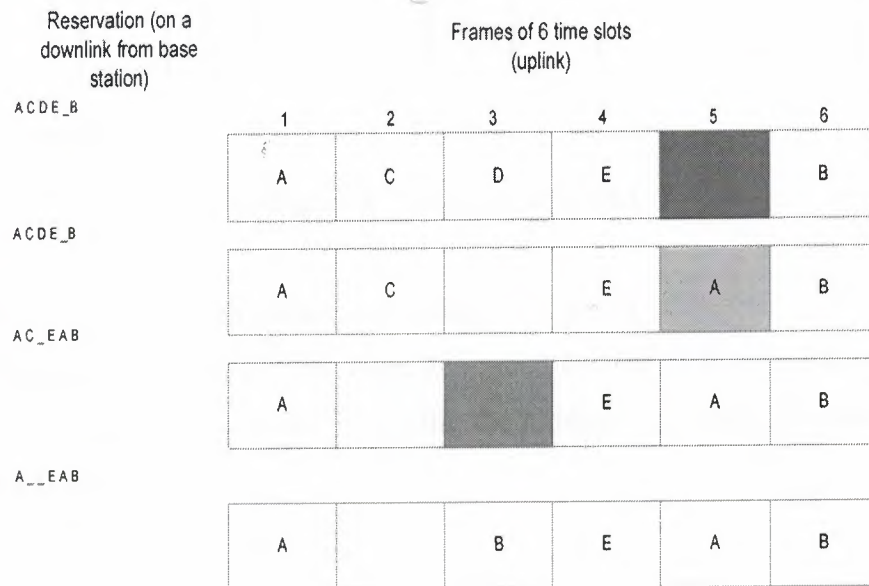 Reservation (on a
downlink from base
station)
Frames of 6 time slots
(uplink)
ACDE_B
1 2 3 4 5 6
A C D E B
ACDE_B
A C E A B
AC_EAB
A E A B
A__EAB
A B E A B